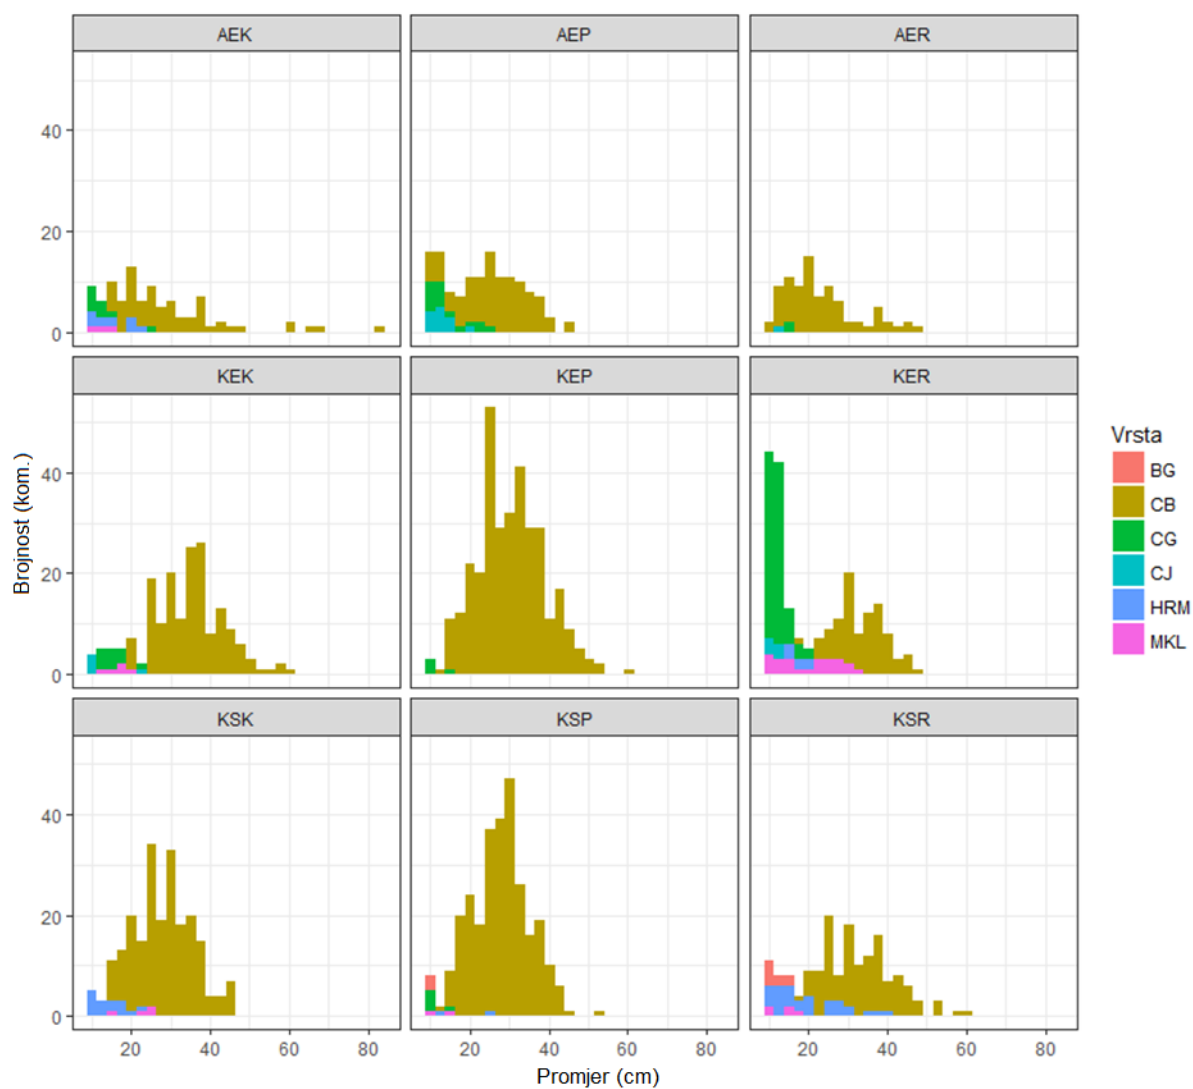 AEK AEP AER
40
20
0
KEK KEP KER
40
20
0
KSK KSP KSR
40
20
0
20 40 60 80 20 40 60 80 20 40 60 80
Promjer (cm)
Brojnost (kom.)
Vrsta
BG
CB
CG
CJ
HRM
MKL